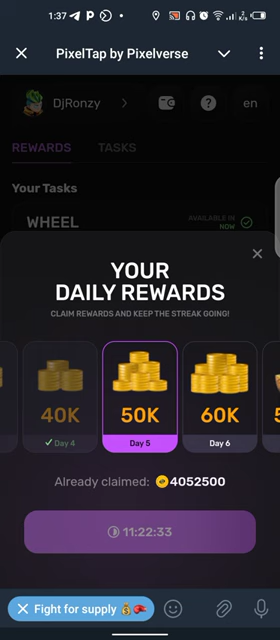 1:37
PixelTap by Pixelverse
DjRonzy
en
REWARDS TASKS
Your Tasks
WHEEL
AVAILABLE IN
NOW
YOUR
DAILY REWARDS
CLAIM REWARDS AND KEEP THE STREAK GOING!
40K 50K 60K 5
Day 4 Day 5 Day 6
Already claimed: 4052500
11:22:33
Fight for supply 💰🥊